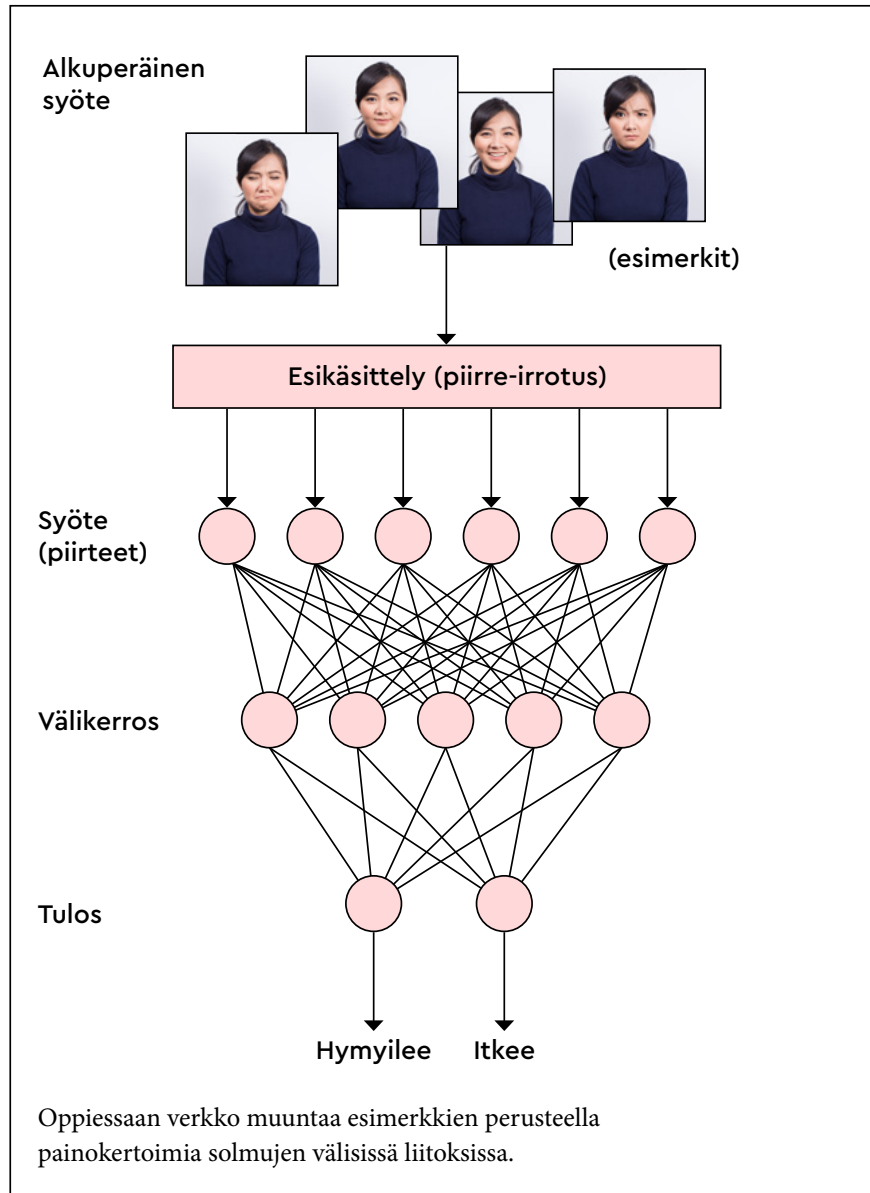 Alkuperäinen
syöte
(esimerkit)
Esikäsittely (piirre-irrotus)
Syöte
(piirteet)
Välikerros
Tulos
Hymyilee
Itkee
Oppiessaan verkko muuntaa esimerkkien perusteella
painokertoimia solmujen välisissä liitoksissa.